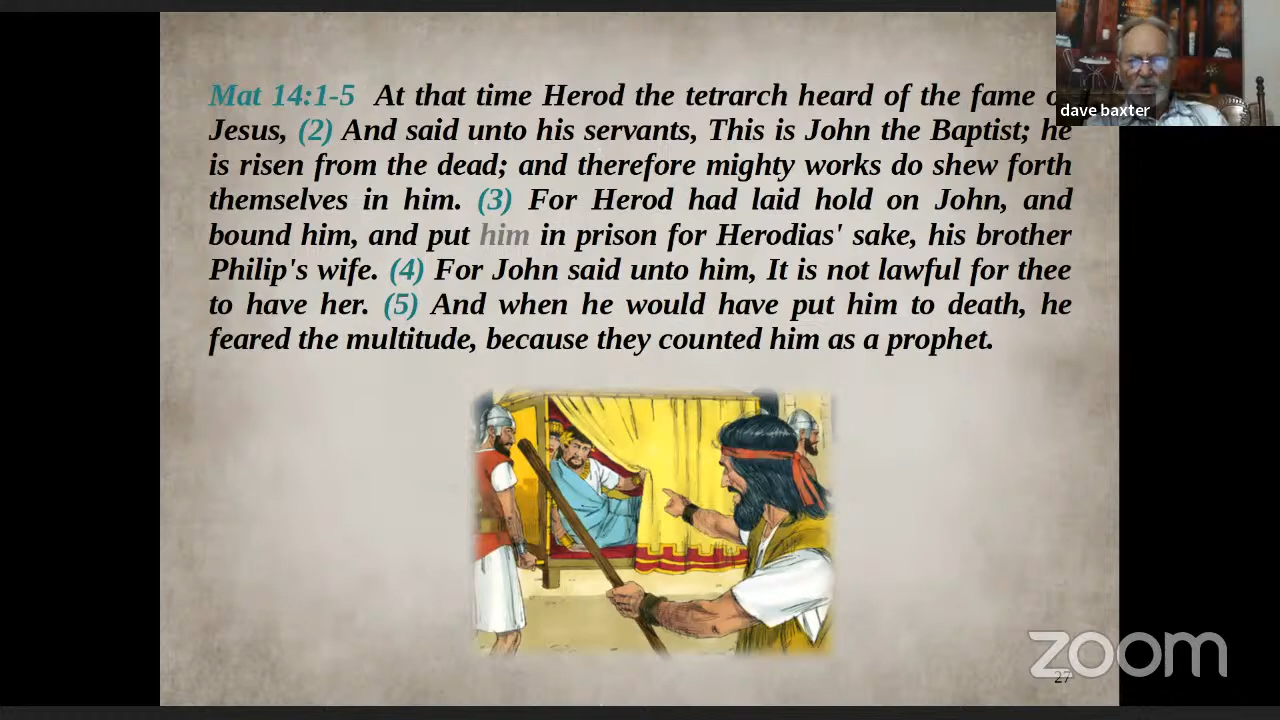 Mat 14:1-5 At that time Herod the tetrarch heard of the fame
Jesus, (2) And said unto his servants, This is John the Baptist; he
is risen from the dead; and therefore mighty works do shew forth
themselves in him. (3) For Herod had laid hold on John, and
bound him, and put him in prison for Herodias' sake, his brother
Philip's wife. (4) For John said unto him, It is not lawful for thee
to have her. (5) And when he would have put him to death, he
feared the multitude, because they counted him as a prophet.
dave baxter
zoom
27